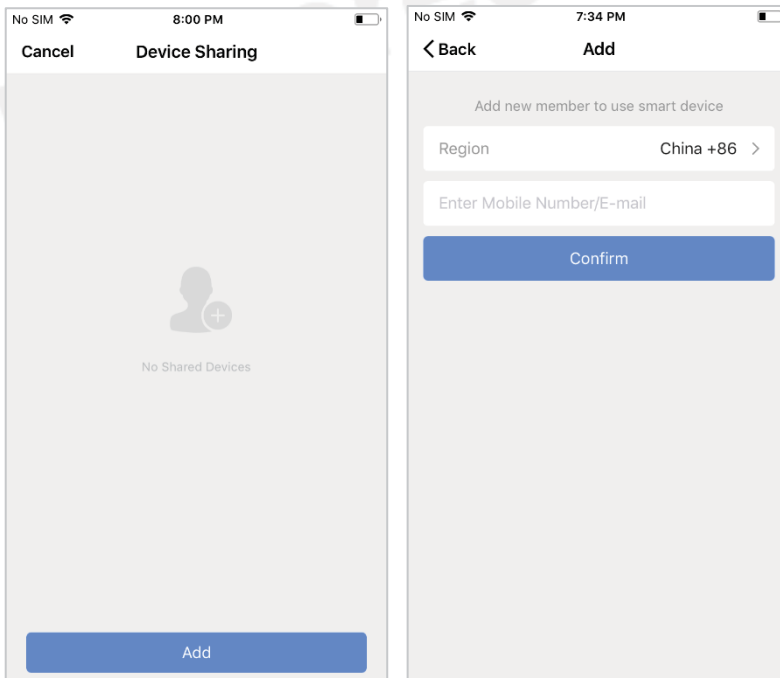 No SIM 8:00 PM
Cancel Device Sharing
No Shared Devices
Add
No SIM 7:34 PM
Back Add
Add new member to use smart device
Region China +86
Enter Mobile Number/E-mail
Confirm